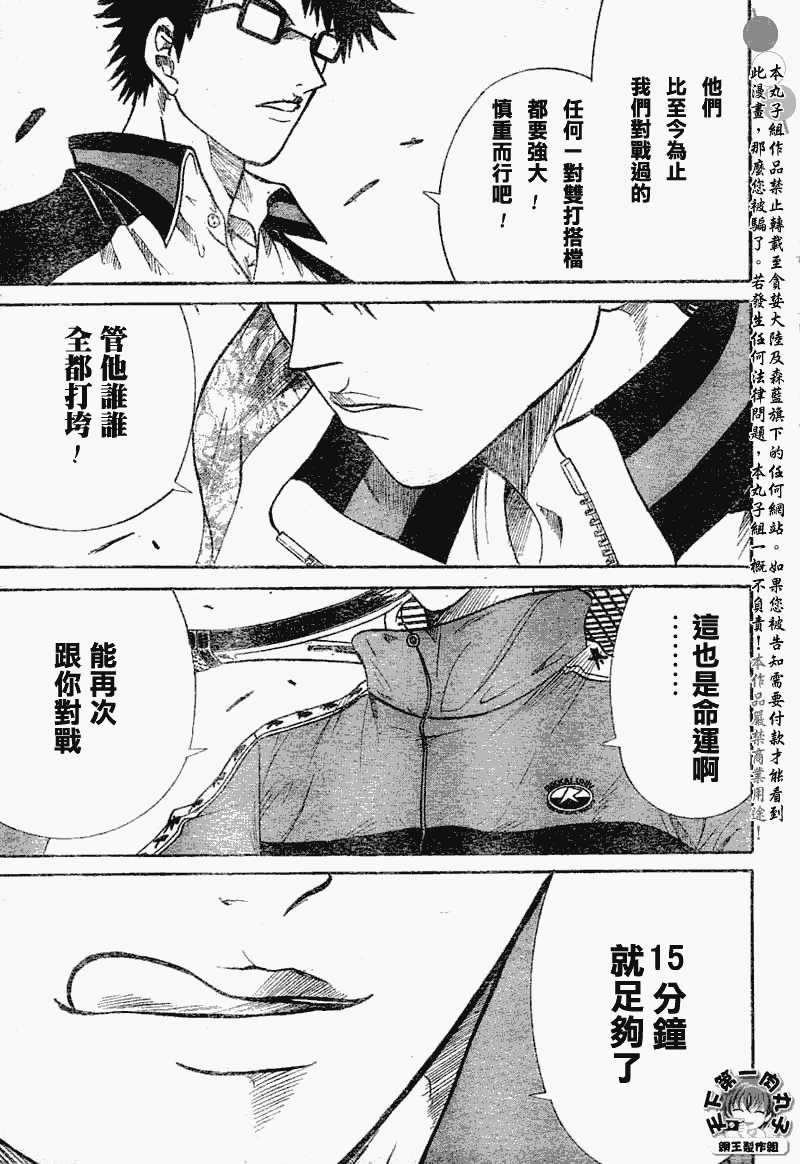 他們
比至今為止
我們對戰過的
任何一對雙打搭檔
都要強大！
慎重而行吧！
管他誰誰
全都打垮！
這也是命運啊
………
能再次
跟你對戰
15分鐘
就足夠了
本丸子組作品禁止轉載至貪婪大陸及森藍旗下的任何網站。如果您被告知需要付款才能看到
此漫畫，那麼您被騙了。若發生任何法律問題，本丸子組一概不負責！本作品嚴禁商業用途！
天下第一肉丸子
網王製作組